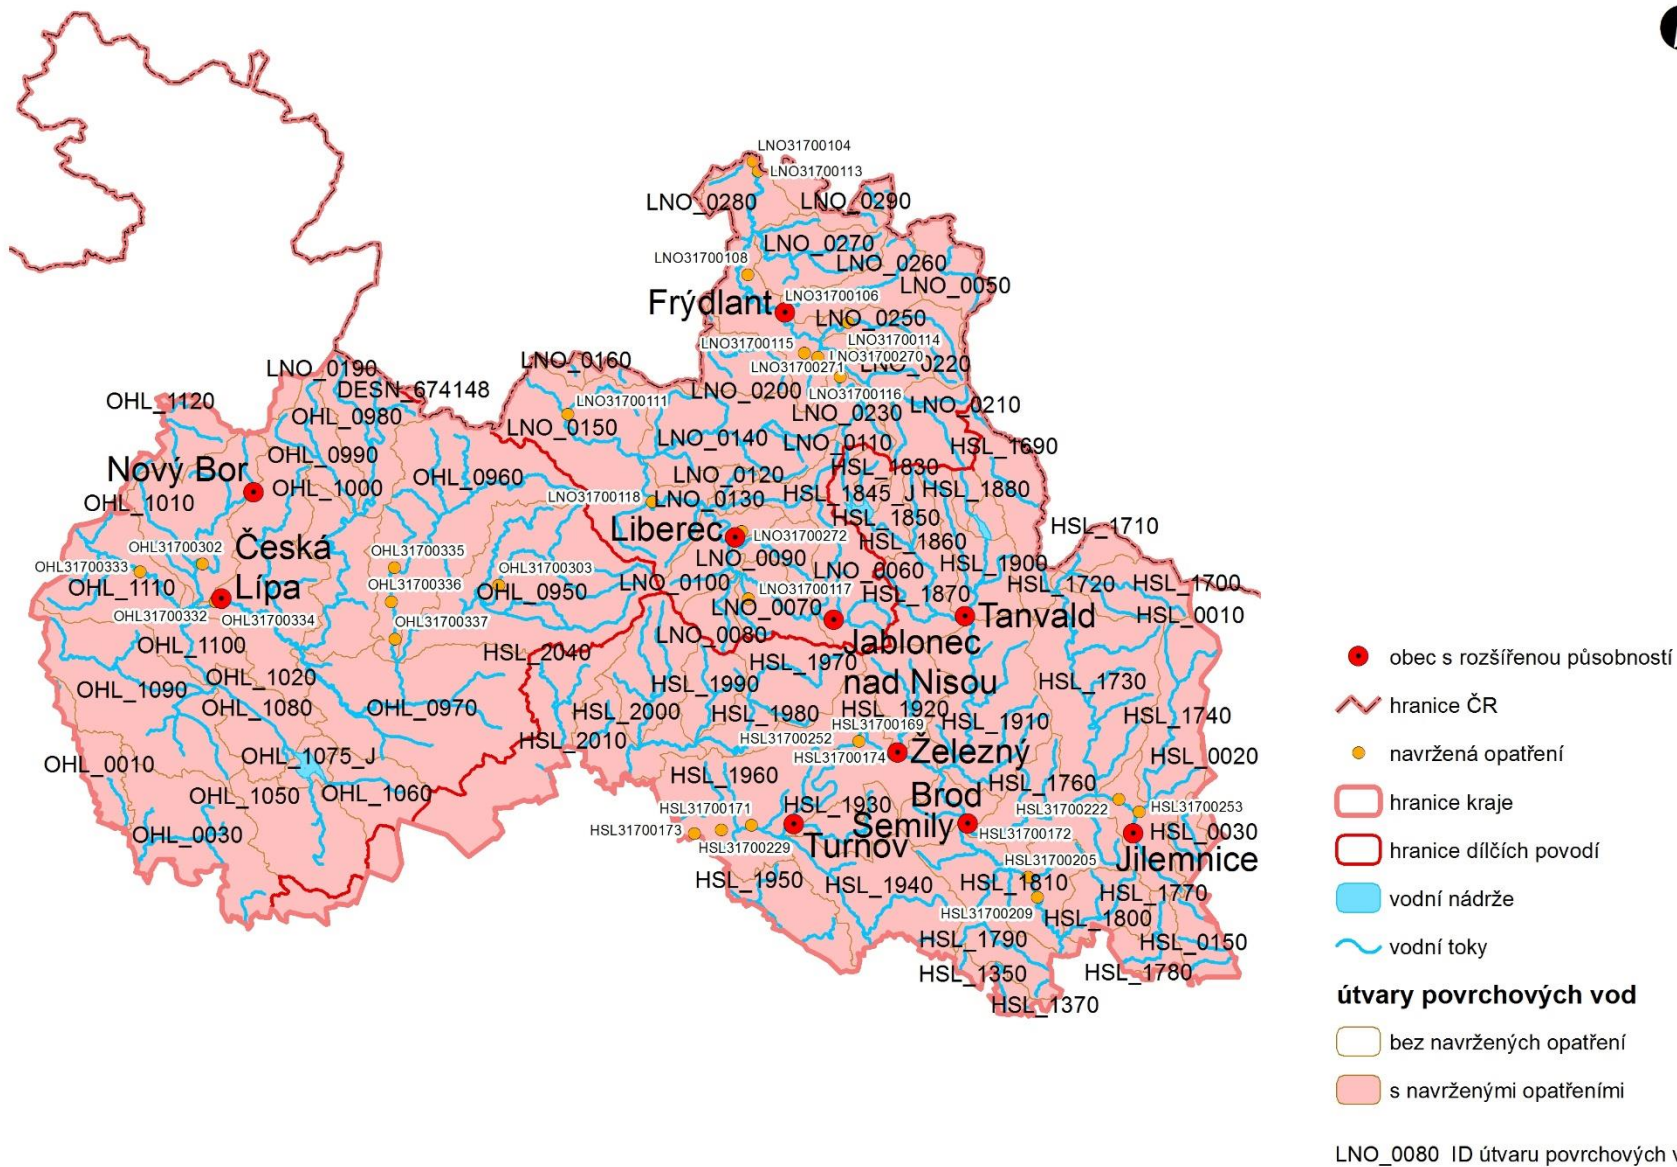 LNO31700104
LNO31700113
LNO_0280
LNO_0290
LNO_0270
LNO31700108
LNO_0260
LNO_0050
LNO31700106
Frýdlant
LNO_0250
LNO31700114
LNO31700115
LNO31700270
LNO_0160
LNO31700271
LNO_0220
LNO_0190
DESN_674148
LNO_0200
LNO31700116
OHL_1120
LNO31700111
LNO_0230
LNO_0210
OHL_0980
LNO_0150
LNO_0140
LNO_0110
HSL_1690
OHL_0990
Nový Bor
OHL_0960
LNO_0120
HSL_1830
OHL_1000
LNO31700118
LNO_0130
HSL_1845_J
HSL_1880
OHL_1010
HSL_1850
HSL_1710
Liberec
LNO31700272
HSL_1860
OHL31700302
Česká
Lípa
OHL31700335
LNO_0090
HSL_1900
OHL31700333
OHL31700303
LNO_0060
HSL_1720
HSL_1700
OHL_1110
OHL31700336
OHL_0950
LNO_0100
LNO31700117
HSL_1870
LNO_0070
OHL31700332
OHL31700334
OHL31700337
Tanvald
HSL_0010
LNO_0080
Jablonec
nad Nisou
OHL_1100
HSL_2040
HSL_1970
OHL_1020
OHL_1090
HSL_1990
HSL_1730
OHL_1080
OHL_0970
HSL_2000
HSL_1980
HSL_1920
HSL_1910
HSL_1740
HSL31700169
HSL31700252
HSL_2010
HSL31700174
Železný
Brod
OHL_0010
OHL_1075_J
HSL_0020
HSL_1960
HSL_1760
OHL_1050
OHL_1060
HSL31700171
HSL_1930
HSL31700222
HSL31700253
OHL_0030
HSL31700173
Semily
HSL31700172
HSL_0030
HSL31700229
Turnov
Jilemnice
HSL31700205
HSL_1950
HSL_1940
HSL_1810
HSL_1770
HSL31700209
HSL_1800
HSL_1790
HSL_0150
HSL_1350
HSL_1780
HSL_1370
obec s rozšířenou působností
hranice ČR
navržená opatření
hranice kraje
hranice dílčích povodí
vodní nádrže
vodní toky
útvary povrchových vod
bez navržených opatření
s navrženými opatřeními
LNO_0080 ID útvaru povrchových